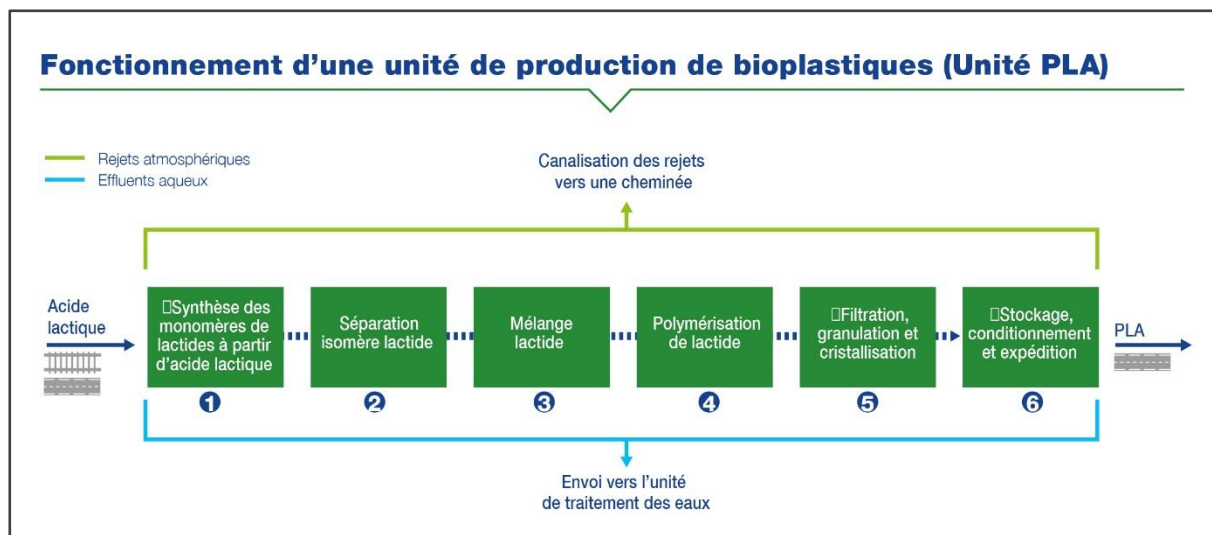 Fonctionnement d'une unité de production de bioplastiques (Unité PLA)
Rejets atmosphériques
Effluents aqueux
Canalisation des rejets
vers une cheminée
Acide
lactique
Synthèse des
monomères de
lactides à partir
d'acide lactique
Séparation
isomère lactide
Mélange
lactide
Polymérisation
de lactide
Filtration,
granulation et
cristallisation
Stockage,
conditionnement
et expédition
PLA
1
2
3
4
5
6
Envoi vers l'unité
de traitement des eaux